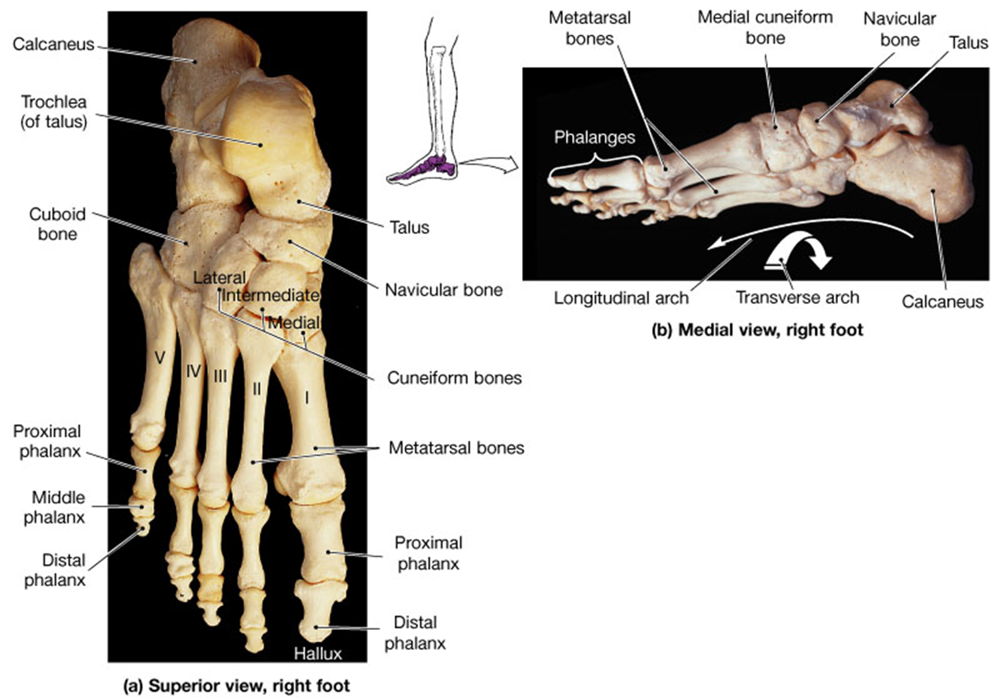 Calcaneus
Trochlea
(of talus)
Cuboid
bone
Lateral
Intermediate
Medial
V
IV
III
II
I
Proximal
phalanx
Middle
phalanx
Distal
phalanx
Talus
Navicular bone
Cuneiform bones
Metatarsal bones
Proximal
phalanx
Distal
phalanx
Hallux
(a) Superior view, right foot
Metatarsal
bones
Medial cuneiform
bone
Navicular
bone
Talus
Phalanges
Longitudinal arch
Transverse arch
Calcaneus
(b) Medial view, right foot